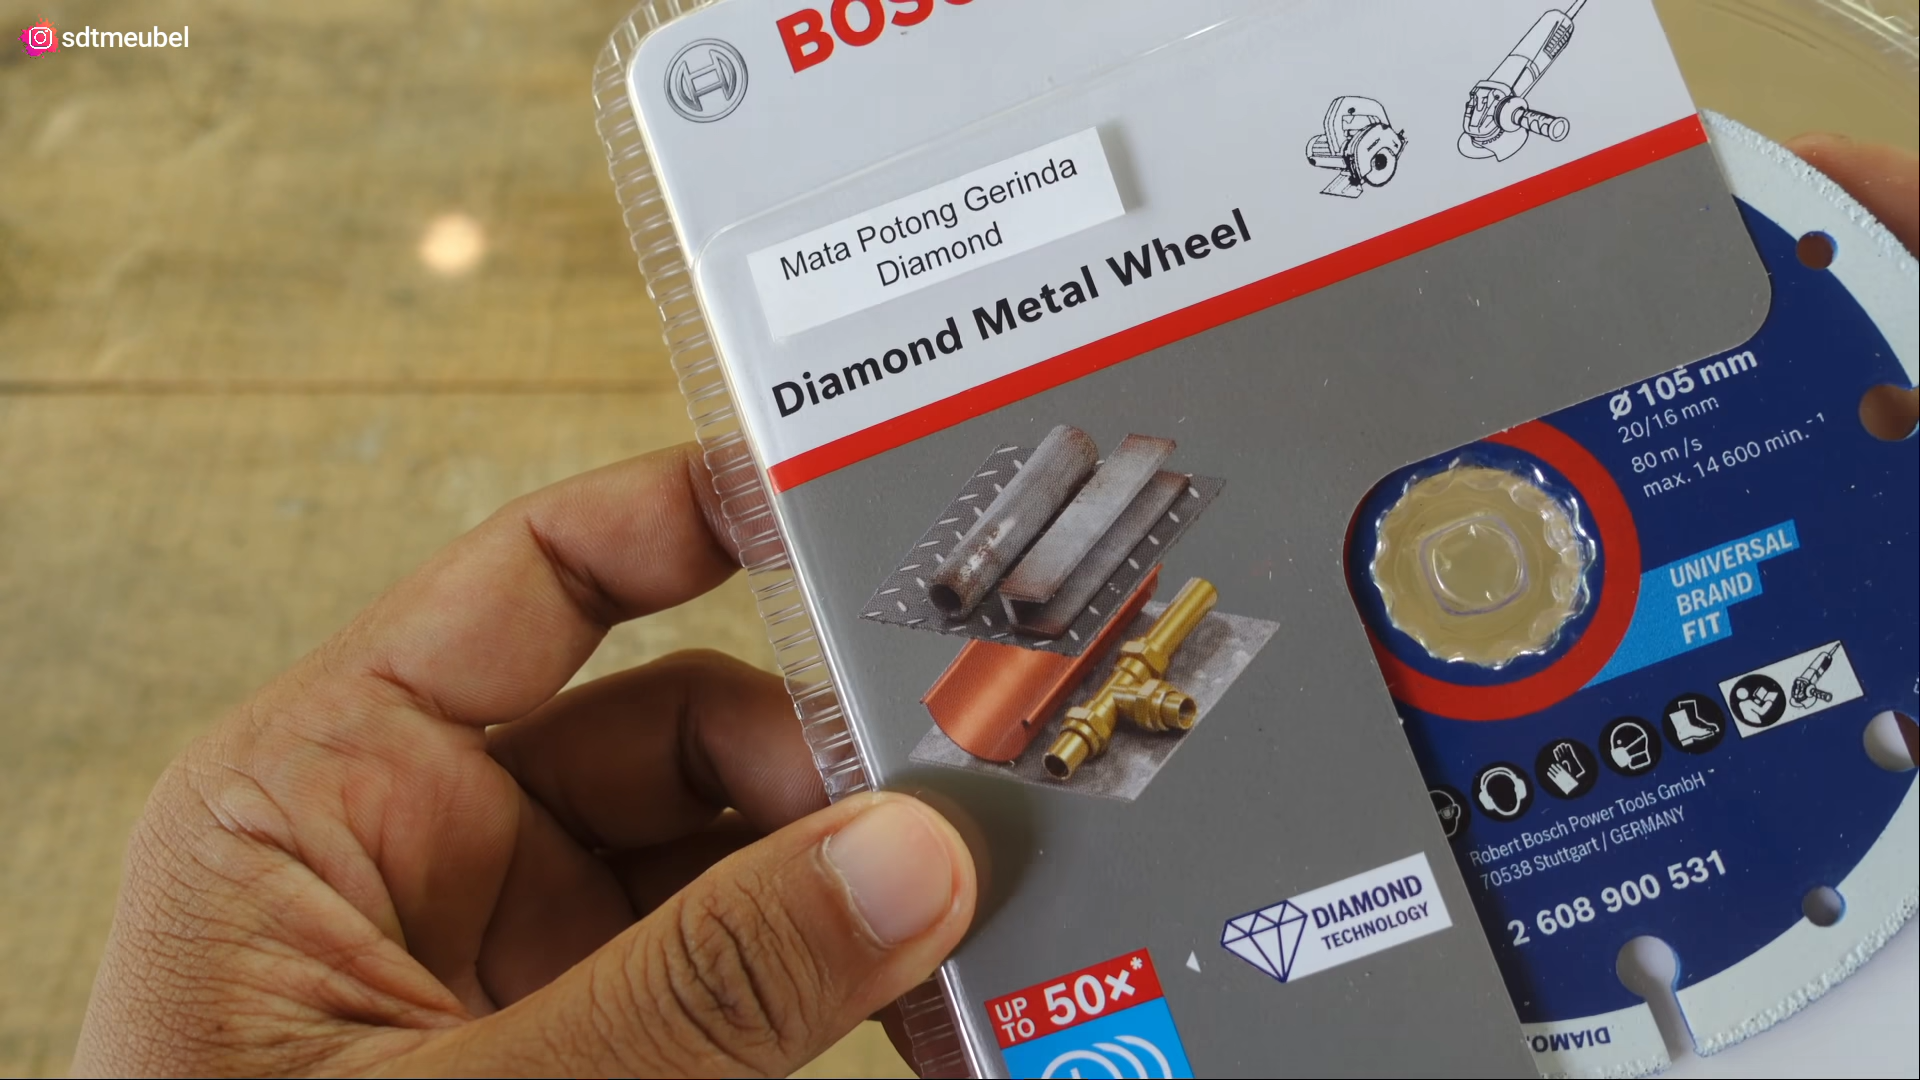 sdtmeubel
BOSC
Mata Potong Gerinda
Diamond
Diamond Metal Wheel
Ø 105 mm
20/16 mm
80 m/s
max. 14 600 min.⁻¹
UNIVERSAL
BRAND
FIT
Robert Bosch Power Tools GmbH
70538 Stuttgart / GERMANY
2 608 900 531
DIAMOND
TECHNOLOGY
UP
TO 50x*
DIAMO